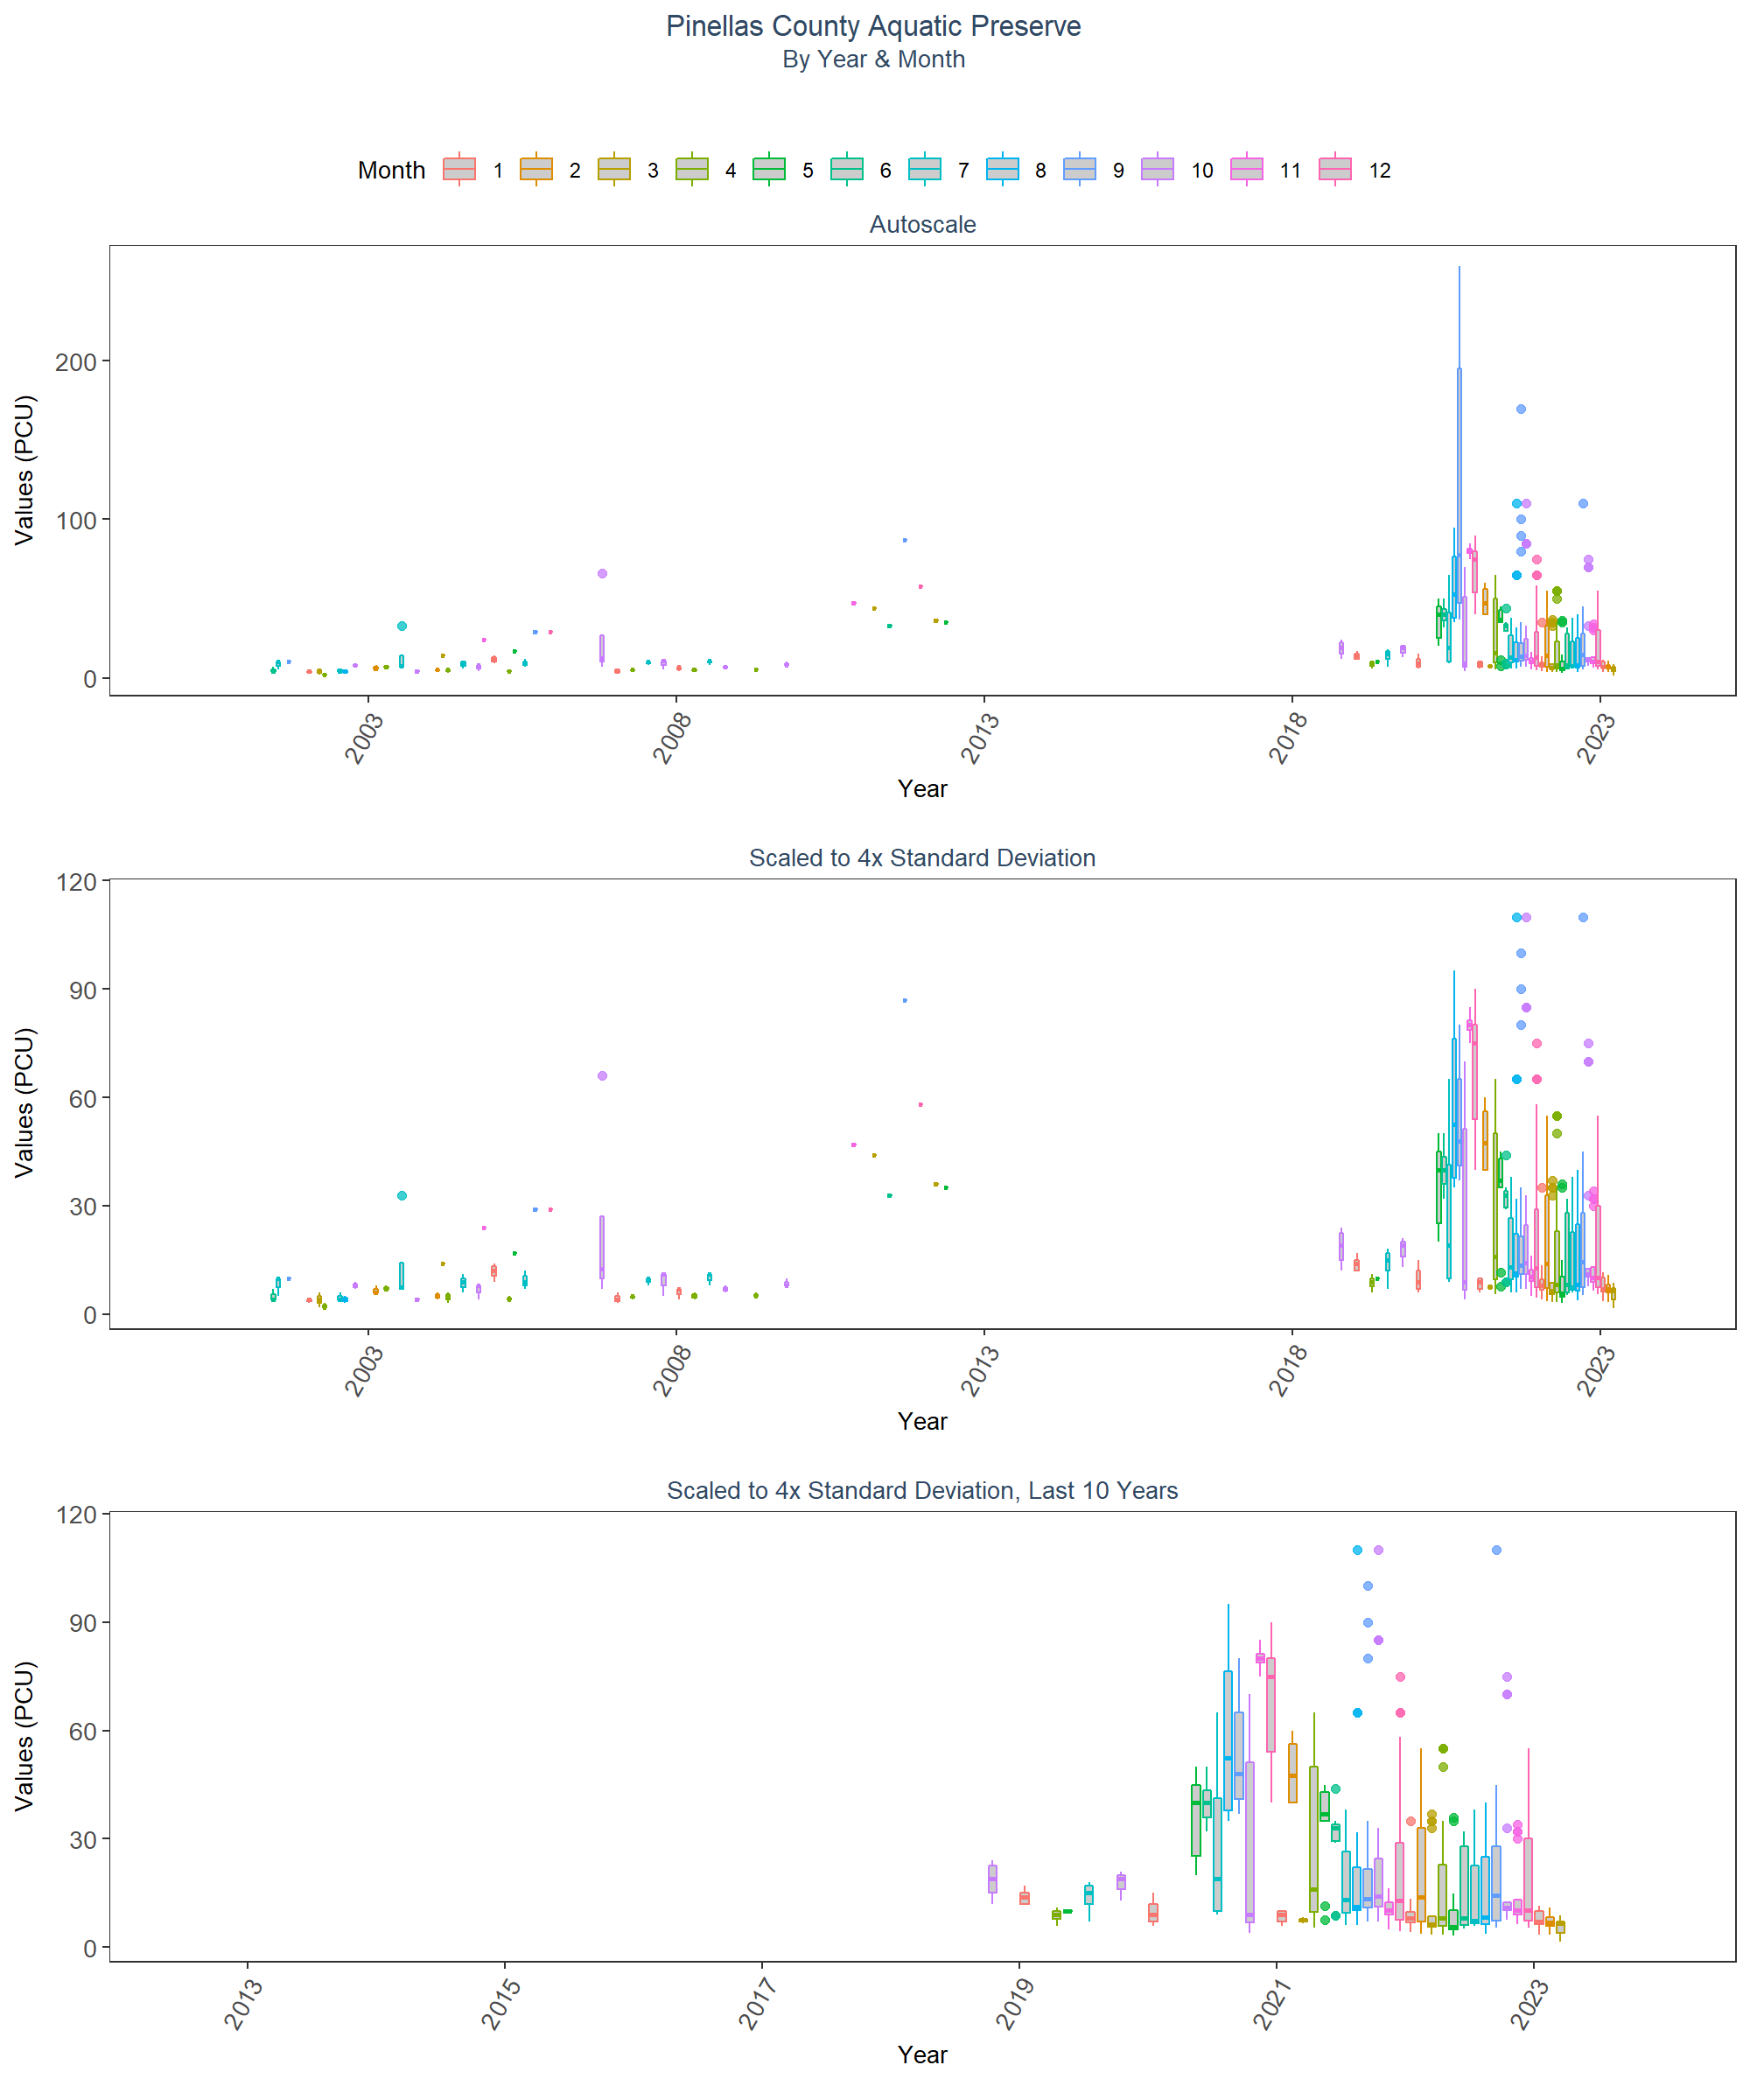 Pinellas County Aquatic Preserve
By Year & Month
Month 1 2 3 4 5 6 7 8 9 10 11 12
Autoscale
Values (PCU)
200
100
0
2003 2008 2013 2018 2023
Year
Scaled to 4x Standard Deviation
Values (PCU)
120
90
60
30
0
2003 2008 2013 2018 2023
Year
Scaled to 4x Standard Deviation, Last 10 Years
Values (PCU)
120
90
60
30
0
2013 2015 2017 2019 2021 2023
Year